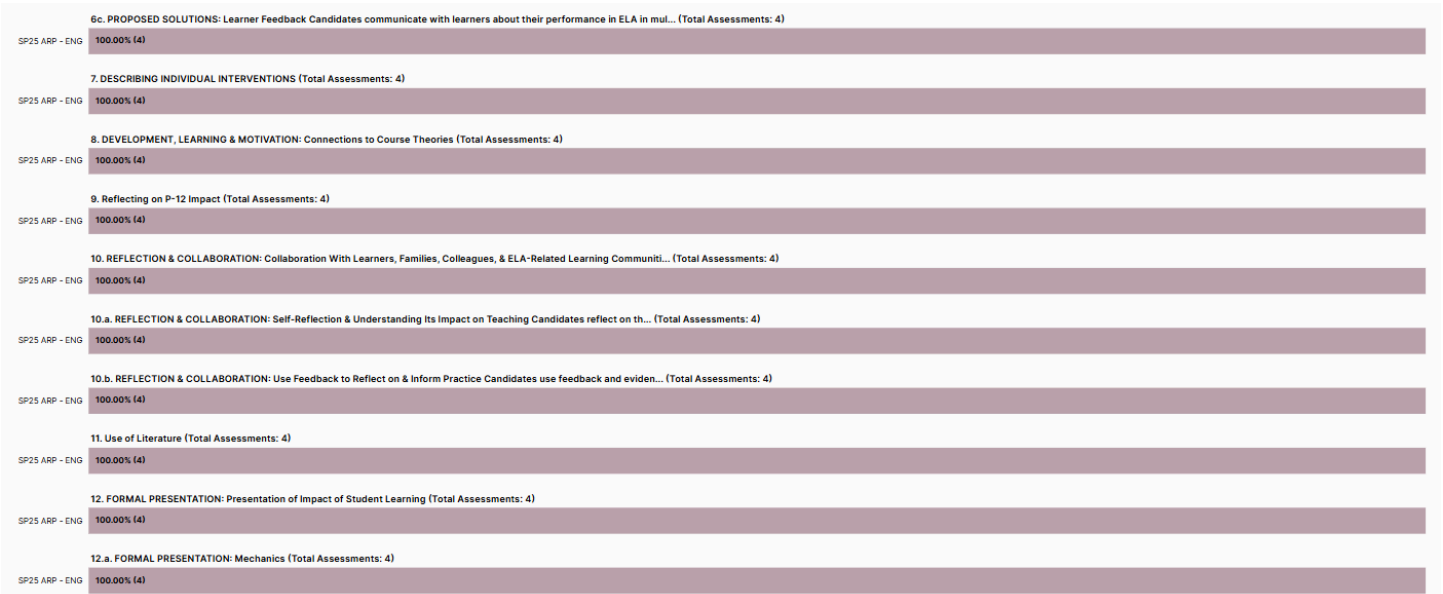 6c. PROPOSED SOLUTIONS: Learner Feedback Candidates communicate with learners about their performance in ELA in mul... (Total Assessments: 4)
SP25 ARP - ENG 100.00% (4)
7. DESCRIBING INDIVIDUAL INTERVENTIONS (Total Assessments: 4)
SP25 ARP - ENG 100.00% (4)
8. DEVELOPMENT, LEARNING & MOTIVATION: Connections to Course Theories (Total Assessments: 4)
SP25 ARP - ENG 100.00% (4)
9. Reflecting on P-12 Impact (Total Assessments: 4)
SP25 ARP - ENG 100.00% (4)
10. REFLECTION & COLLABORATION: Collaboration With Learners, Families, Colleagues, & ELA-Related Learning Communiti... (Total Assessments: 4)
SP25 ARP - ENG 100.00% (4)
10.a. REFLECTION & COLLABORATION: Self-Reflection & Understanding Its Impact on Teaching Candidates reflect on th... (Total Assessments: 4)
SP25 ARP - ENG 100.00% (4)
10.b. REFLECTION & COLLABORATION: Use Feedback to Reflect on & Inform Practice Candidates use feedback and eviden... (Total Assessments: 4)
SP25 ARP - ENG 100.00% (4)
11. Use of Literature (Total Assessments: 4)
SP25 ARP - ENG 100.00% (4)
12. FORMAL PRESENTATION: Presentation of Impact of Student Learning (Total Assessments: 4)
SP25 ARP - ENG 100.00% (4)
12.a. FORMAL PRESENTATION: Mechanics (Total Assessments: 4)
SP25 ARP - ENG 100.00% (4)